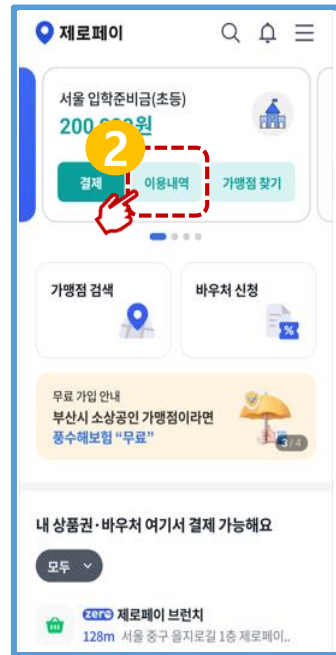 제로페이
서울 입학준비금(초등)
200,000원
2
결제 이용내역 가맹점 찾기
가맹점 검색 바우처 신청
%
무료 가입 안내
부산시 소상공인 가맹점이라면
풍수해보험 “무료”
3/4
내 상품권·바우처 여기서 결제 가능해요
모두
zero 제로페이 브런치
128m 서울 중구 을지로길 1층 제로페이..